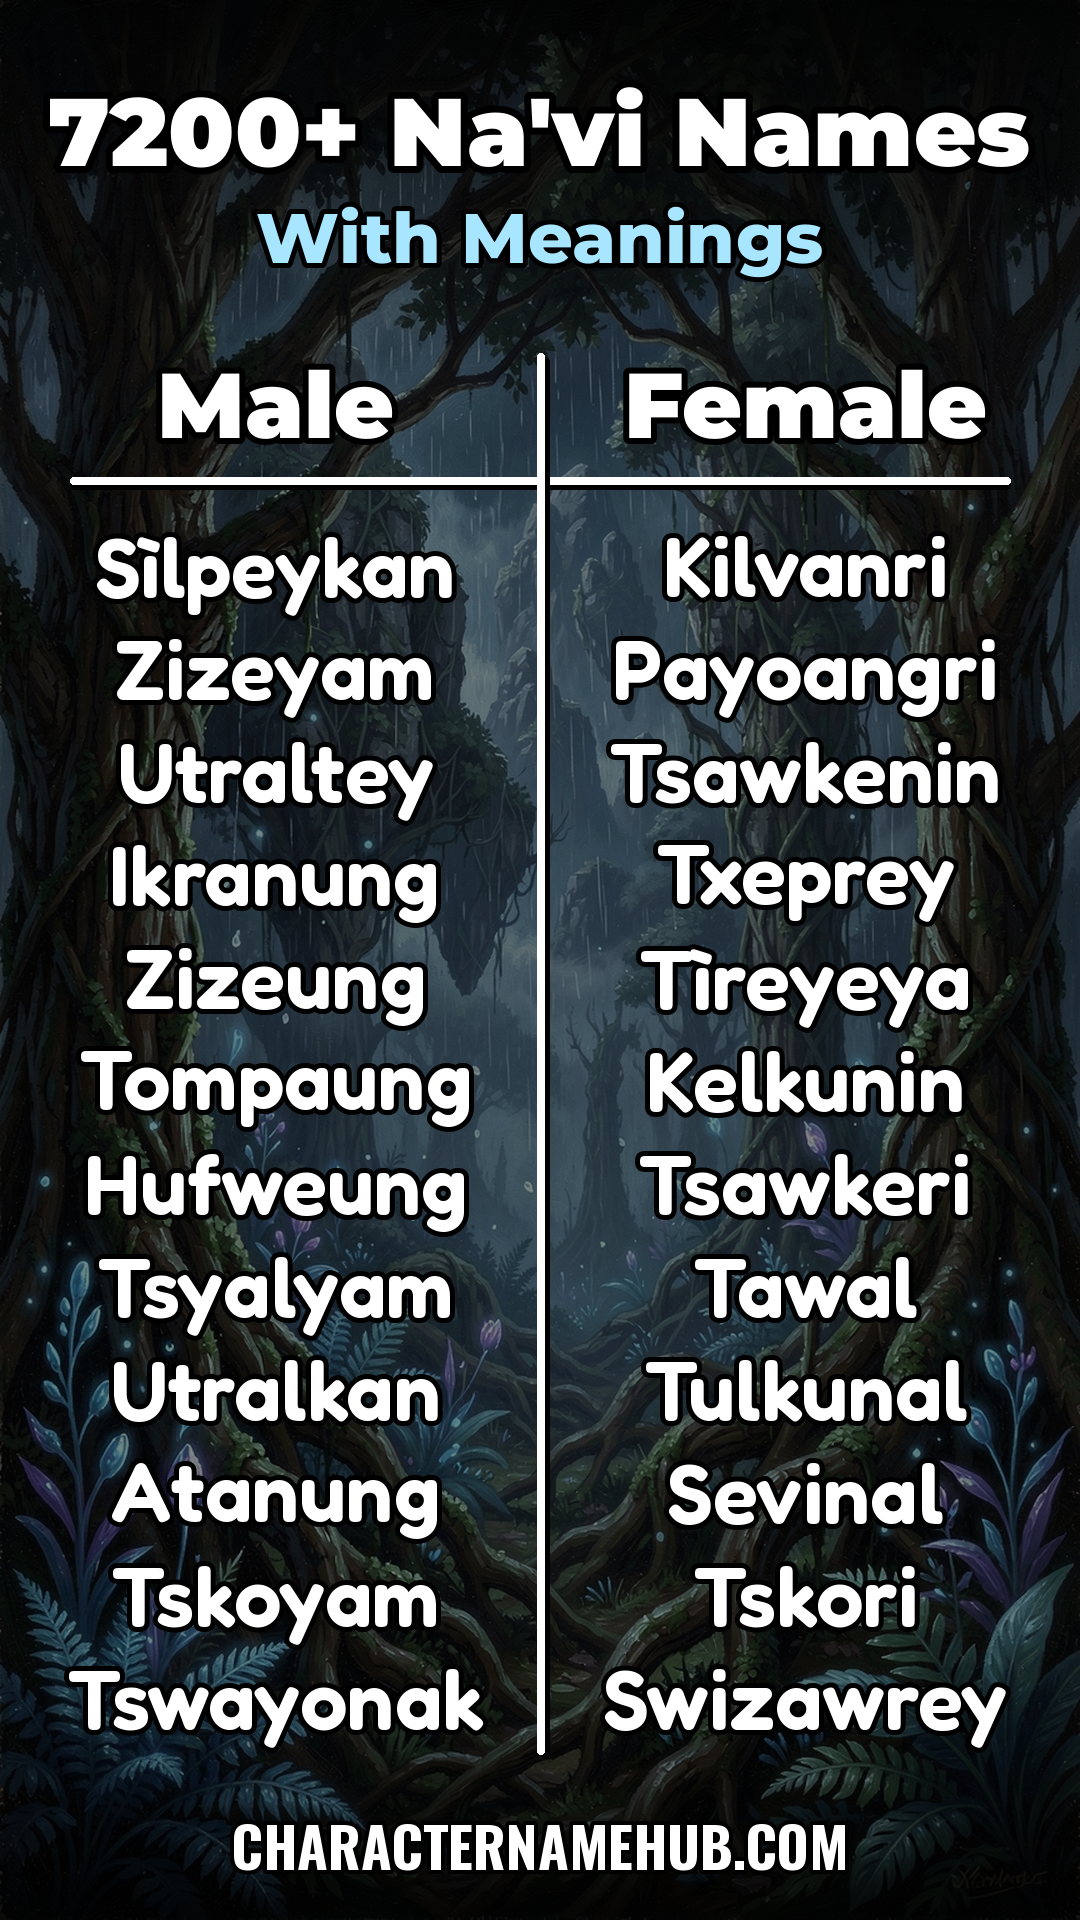 7200+ Na'vi Names
With Meanings
Male Female
Sìlpeykan Kilvanri
Zizeyam Payoangri
Utraltey Tsawkenin
Ikranung Txeprey
Zizeung Tìreyeya
Tompaung Kelkunin
Hufweung Tsawkeri
Tsyalyam Tawal
Utralkan Tulkunal
Atanung Sevinal
Tskoyam Tskori
Tswayonak Swizawrey
CHARACTERNAMEHUB.COM